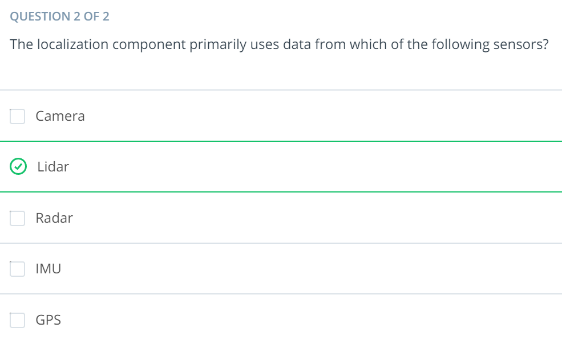 QUESTION 2 OF 2
The localization component primarily uses data from which of the following sensors?
Camera
Lidar
Radar
IMU
GPS